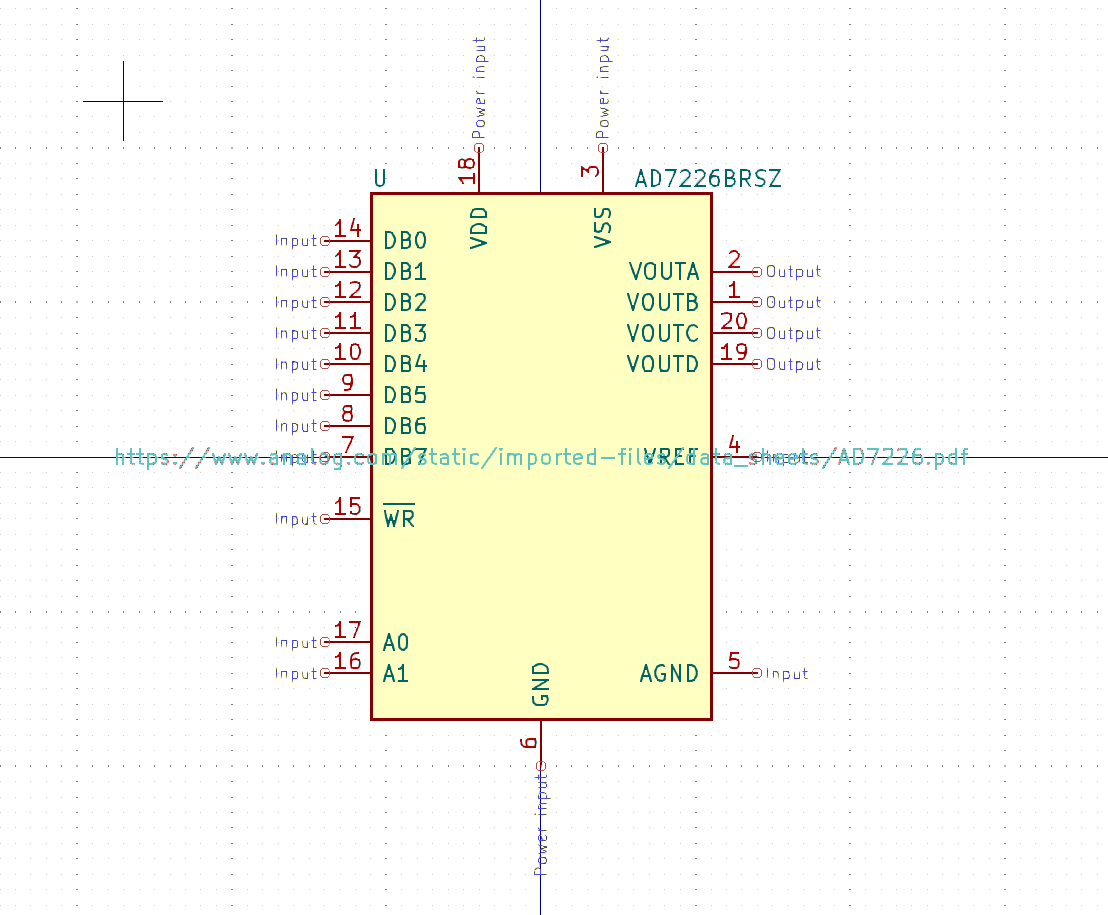 Power input
Power input
18
3
U
AD7226BRSZ
VDD
VSS
Input 14 DB0
Input 13 DB1
VOUTA 2 Output
Input 12 DB2
VOUTB 1 Output
Input 11 DB3
VOUTC 20 Output
Input 10 DB4
VOUTD 19 Output
Input 9 DB5
Input 8 DB6
Input 7 DB7
VREF 4 Input
https://www.analog.com/static/imported-files/data_sheets/AD7226.pdf
Input 15 WR
Input 17 A0
Input 16 A1
AGND 5 Input
GND
6
Power input